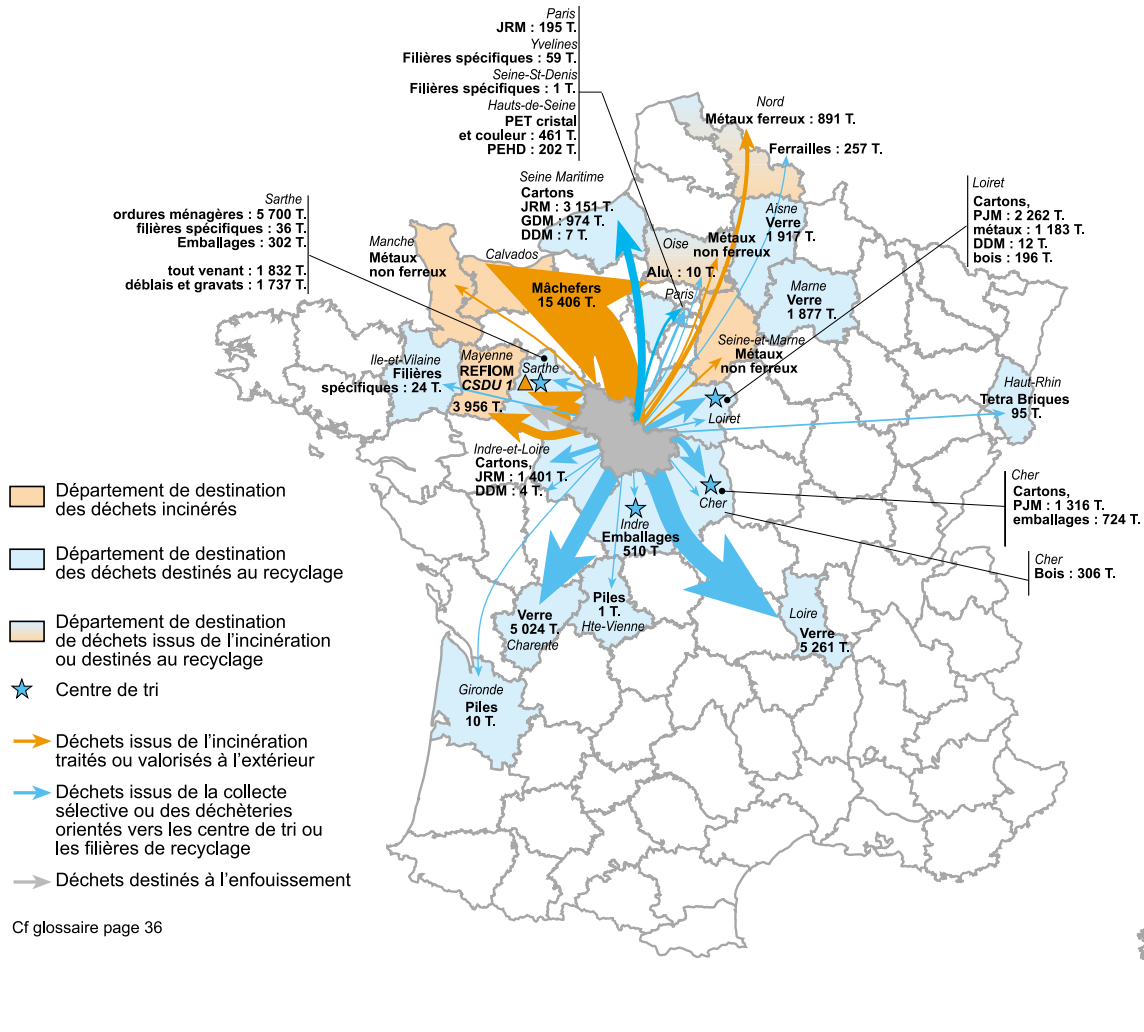 Paris
JRM : 195 T.
Yvelines
Filières spécifiques : 59 T.
Seine-St-Denis
Filières spécifiques : 1 T.
Hauts-de-Seine
PET cristal
et couleur : 461 T.
PEHD : 202 T.
Nord
Métaux ferreux : 891 T.
Ferrailles : 257 T.
Seine Maritime
Cartons
JRM : 3 151 T.
GDM : 974 T.
DDM : 7 T.
Loiret
Cartons,
PJM : 2 262 T.
métaux : 1 183 T.
DDM : 12 T.
bois : 196 T.
Sarthe
ordures ménagères : 5 700 T.
filières spécifiques : 36 T.
Emballages : 302 T.
tout venant : 1 832 T.
déblais et gravats : 1 737 T.
Aisne
Verre
1 917 T.
Manche
Métaux
non ferreux
Calvados
Oise
Métaux
non ferreux
Alu. : 10 T.
Mâchefers
15 406 T.
Paris
Marne
Verre
1 877 T.
Seine-et-Marne
Métaux
non ferreux
Ile-et-Vilaine
Filières
spécifiques : 24 T.
Mayenne
REFIOM
CSDU 1
3 956 T.
Sarthe
Haut-Rhin
Tetra Briques
95 T.
Loiret
Indre-et-Loire
Cartons,
JRM : 1 401 T.
DDM : 4 T.
Cher
Cher
Cartons,
PJM : 1 316 T.
emballages : 724 T.
Indre
Emballages
510 T
Cher
Bois : 306 T.
Verre
5 024 T.
Charente
Piles
1 T.
Hte-Vienne
Loire
Verre
5 261 T.
Gironde
Piles
10 T.
Département de destination
des déchets incinérés
Département de destination
des déchets destinés au recyclage
Département de destination
de déchets issus de l'incinération
ou destinés au recyclage
Centre de tri
Déchets issus de l'incinération
traités ou valorisés à l'extérieur
Déchets issus de la collecte
sélective ou des déchèteries
orientés vers les centre de tri ou
les filières de recyclage
Déchets destinés à l'enfouissement
Cf glossaire page 36